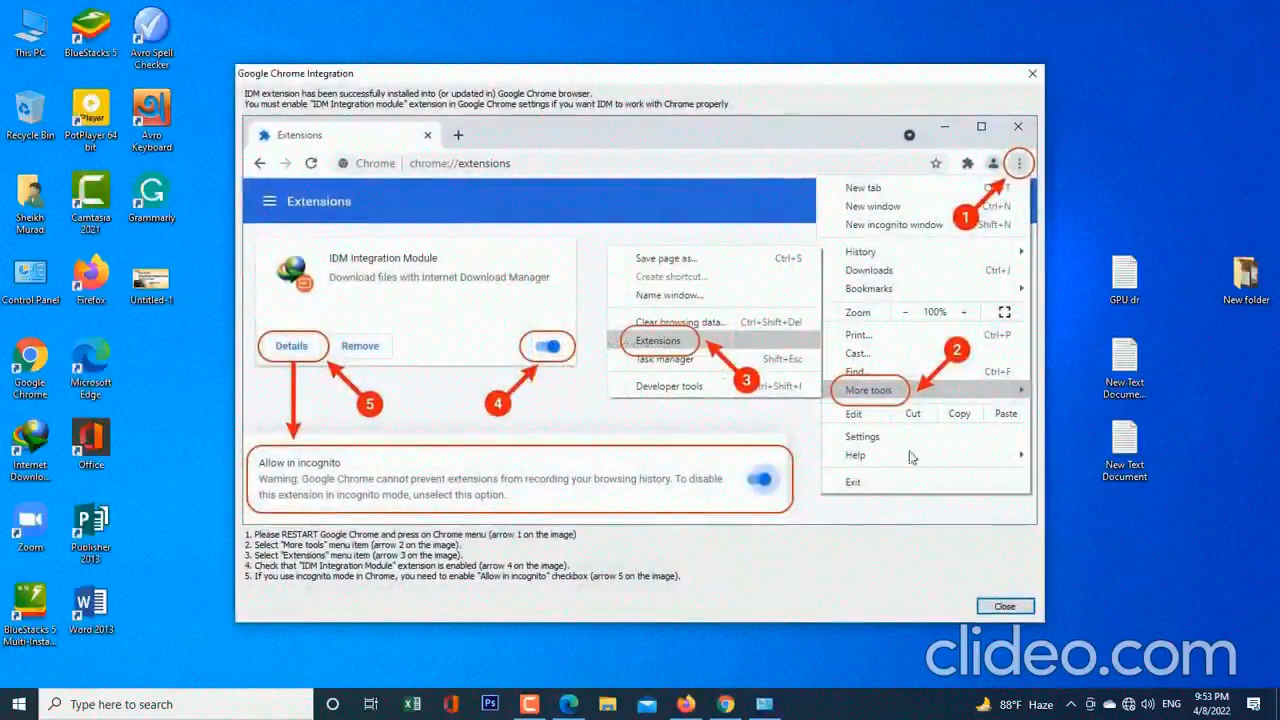 This PC
BlueStacks 5
Avro Spell
Checker
Recycle Bin
PotPlayer 64
bit
Avro
Keyboard
Sheikh
Murad
Camtasia
2021
Grammarly
Control Panel
Firefox
Untitled-1
Google
Chrome
Microsoft
Edge
Internet
Downlo...
Office
Zoom
Publisher
2013
BlueStacks 5
Multi-Insta...
Word 2013
Google Chrome Integration
IDM extension has been successfully installed into (or updated in) Google Chrome browser.
You must enable "IDM Integration module" extension in Google Chrome settings if you want IDM to work with Chrome properly
Extensions
Chrome | chrome://extensions
Extensions
IDM Integration Module
Download files with Internet Download Manager
Details
Remove
5
4
Allow in incognito
Warning: Google Chrome cannot prevent extensions from recording your browsing history. To disable
this extension in incognito mode, unselect this option.
Save page as... Ctrl+S
Create shortcut...
Name window...
Clear browsing data... Ctrl+Shift+Del
Extensions
Task manager Shift+Esc
Developer tools
3
New tab
New window Ctrl+N
New incognito window Shift+N
1
History
Downloads Ctrl+J
Bookmarks
Zoom - 100% +
Print... Ctrl+P
Cast...
Find... Ctrl+F
2
More tools
Edit Cut Copy Paste
Settings
Help
Exit
1. Please RESTART Google Chrome and press on Chrome menu (arrow 1 on the image)
2. Select "More tools" menu item (arrow 2 on the image).
3. Select "Extensions" menu item (arrow 3 on the image).
4. Check that "IDM Integration Module" extension is enabled (arrow 4 on the image).
5. If you use incognito mode in Chrome, you need to enable "Allow in incognito" checkbox (arrow 5 on the image).
Close
GPU dr
New folder
New Text
Docume...
New Text
Document
clideo.com
Type here to search
Ps
88°F Haze
ENG
9:53 PM
4/8/2022